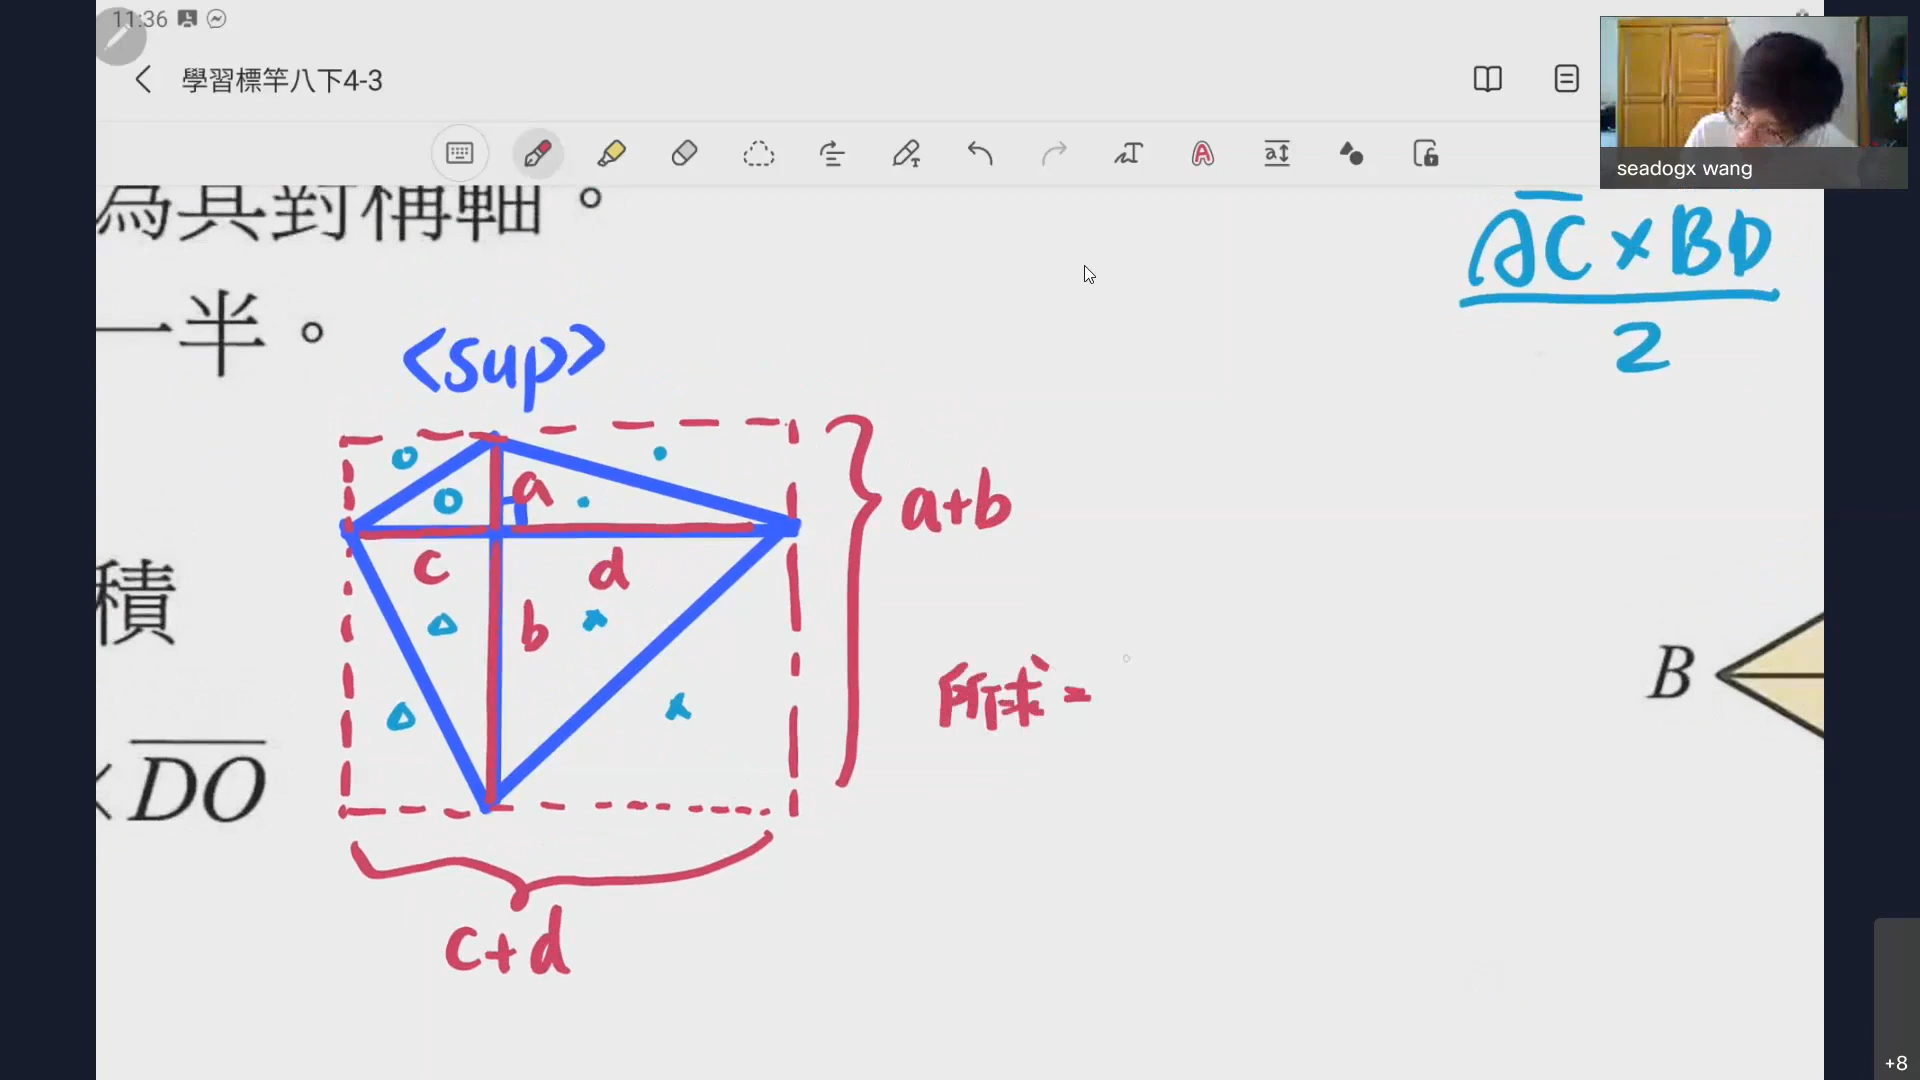 11:36
學習標竿八下4-3
seadogx wang
為其對稱軸。
AC × BD
2
一半。
<sup>
a
a+b
c
d
b
積
所求 =
B
× DO
c+d
+8